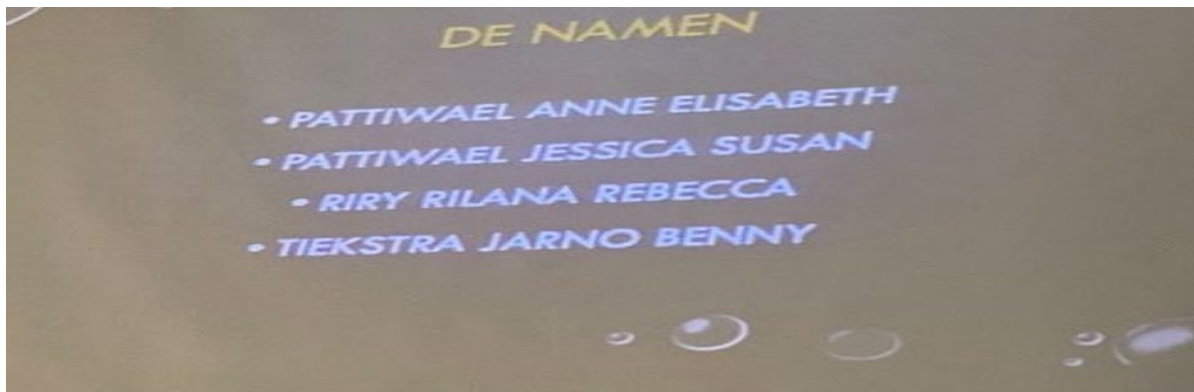 DE NAMEN
• PATTIWAEL ANNE ELISABETH
• PATTIWAEL JESSICA SUSAN
• RIRY RILANA REBECCA
• TIEKSTRA JARNO BENNY